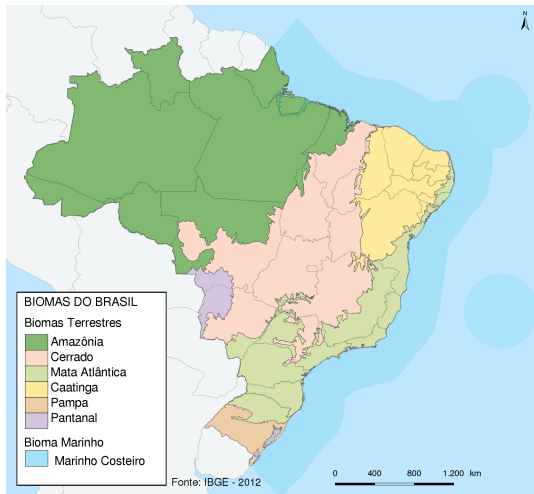 N
BIOMAS DO BRASIL
Biomas Terrestres
Amazônia
Cerrado
Mata Atlântica
Caatinga
Pampa
Pantanal
Bioma Marinho
Marinho Costeiro
Fonte: IBGE - 2012
0 400 800 1.200 km